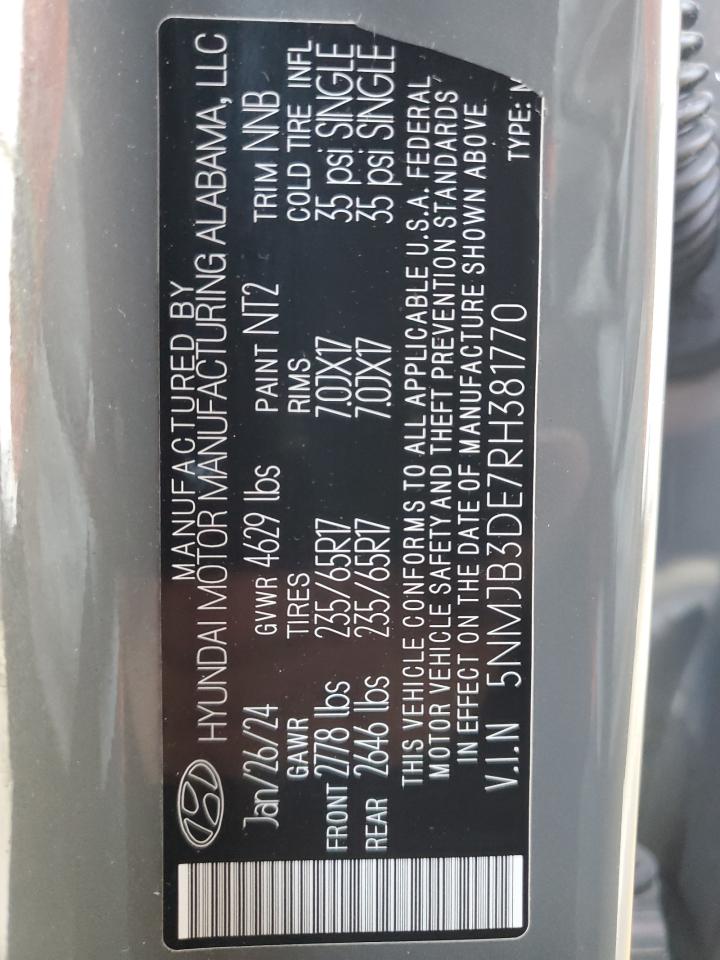 MANUFACTURED BY
HYUNDAI MOTOR MANUFACTURING ALABAMA, LLC
Jan/26/24 GVWR 4629 lbs PAINT NT2 TRIM NNB
GAWR TIRES RIMS COLD TIRE INFL
FRONT 2778 lbs 235/65R17 7.0JX17 35 psi SINGLE
REAR 2646 lbs 235/65R17 7.0JX17 35 psi SINGLE
THIS VEHICLE CONFORMS TO ALL APPLICABLE U.S.A. FEDERAL
MOTOR VEHICLE SAFETY AND THEFT PREVENTION STANDARDS
IN EFFECT ON THE DATE OF MANUFACTURE SHOWN ABOVE.
V.I.N 5NMJB3DE7RH381770 TYPE: